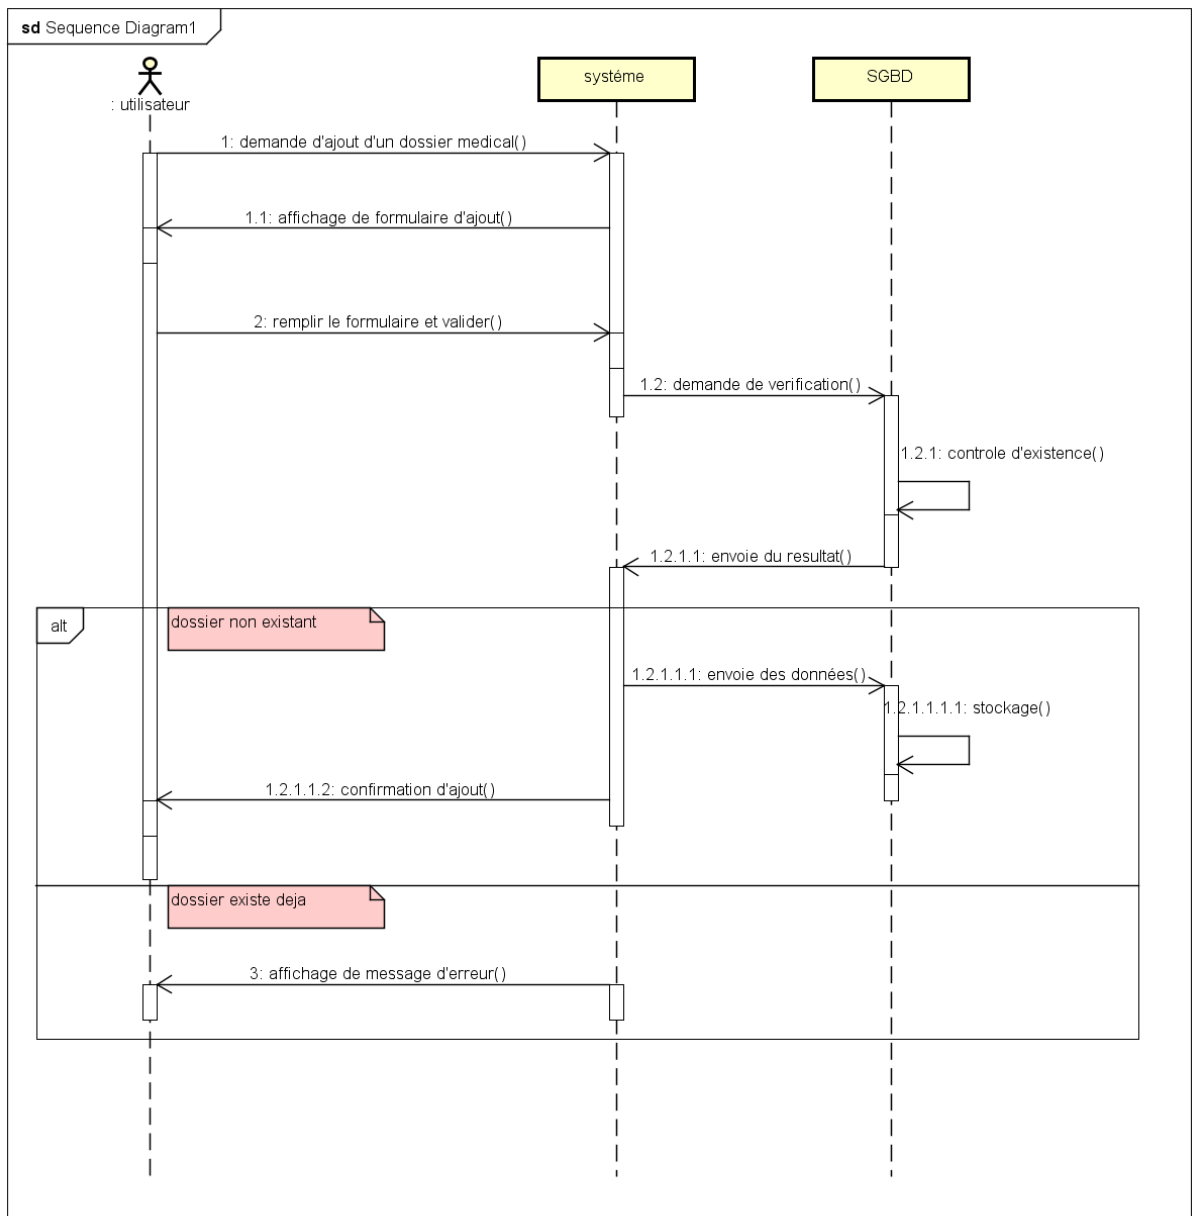 sd Sequence Diagram1
: utilisateur
systéme
SGBD
1: demande d'ajout d'un dossier medical()
1.1: affichage de formulaire d'ajout()
2: remplir le formulaire et valider()
1.2: demande de verification()
1.2.1: controle d'existence()
1.2.1.1: envoie du resultat()
alt
dossier non existant
1.2.1.1.1: envoie des données()
1.2.1.1.1.1: stockage()
1.2.1.1.2: confirmation d'ajout()
dossier existe deja
3: affichage de message d'erreur()